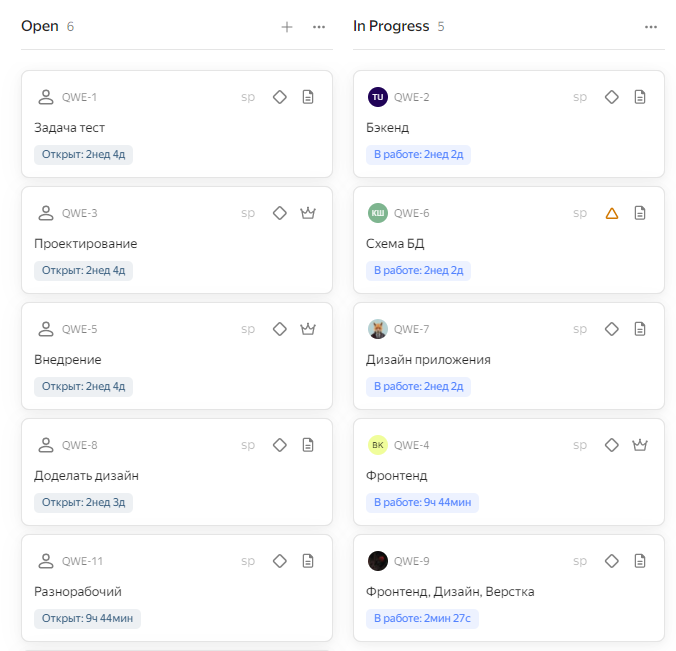 Open 6
QWE-1 sp
Задача тест
Открыт: 2нед 4д
QWE-3 sp
Проектирование
Открыт: 2нед 4д
QWE-5 sp
Внедрение
Открыт: 2нед 4д
QWE-8 sp
Доделать дизайн
Открыт: 2нед 3д
QWE-11 sp
Разнорабочий
Открыт: 9ч 44мин
In Progress 5
TU QWE-2 sp
Бэкенд
В работе: 2нед 2д
КШ QWE-6 sp
Схема БД
В работе: 2нед 2д
QWE-7 sp
Дизайн приложения
В работе: 2нед 2д
ВК QWE-4 sp
Фронтенд
В работе: 9ч 44мин
QWE-9 sp
Фронтенд, Дизайн, Верстка
В работе: 2мин 27с